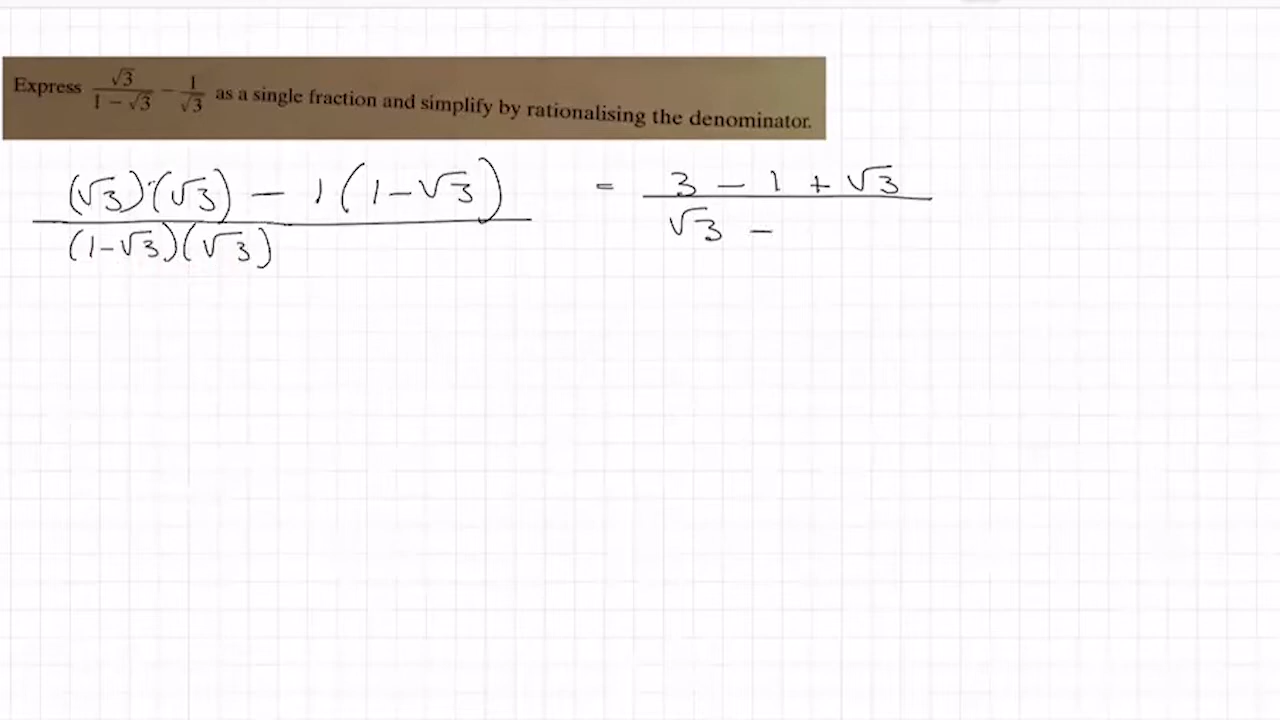 Express √3/(1 − √3) − 1/√3 as a single fraction and simplify by rationalising the denominator.
(√3)·(√3) − 1(1−√3) / (1−√3)(√3) = 3 − 1 + √3 / √3 −